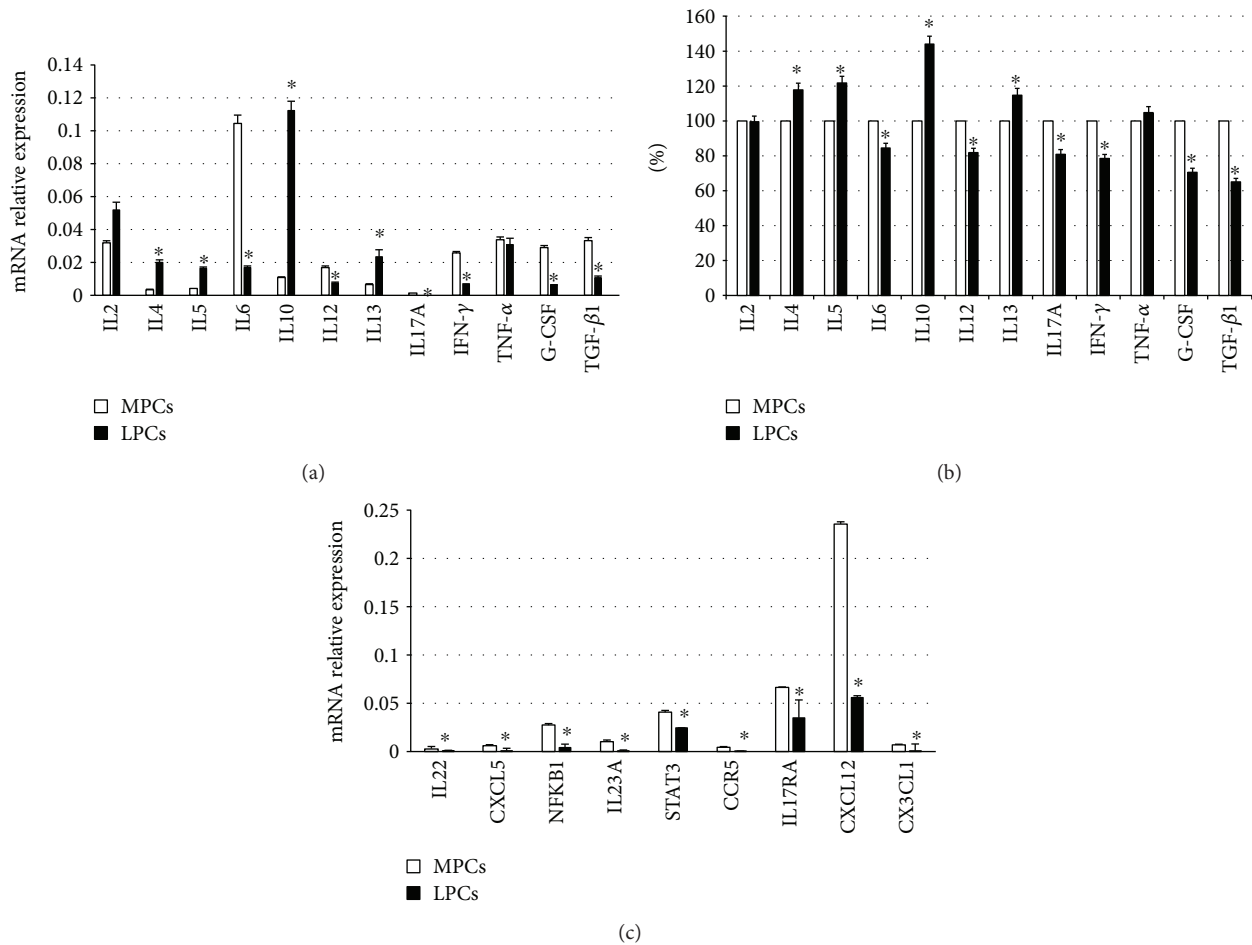 mRNA relative expression
0.14
0.12
0.1
0.08
0.06
0.04
0.02
0
* * * * * * * * * * 
IL2 IL4 IL5 IL6 IL10 IL12 IL13 IL17A IFN-γ TNF-α G-CSF TGF-β1
MPCs
LPCs
(a)
(%)
160
140
120
100
80
60
40
20
0
* * * * * * * * * *
IL2 IL4 IL5 IL6 IL10 IL12 IL13 IL17A IFN-γ TNF-α G-CSF TGF-β1
MPCs
LPCs
(b)
mRNA relative expression
0.25
0.2
0.15
0.1
0.05
0
* * * * * * * * *
IL22 CXCL5 NFKB1 IL23A STAT3 CCR5 IL17RA CXCL12 CX3CL1
MPCs
LPCs
(c)